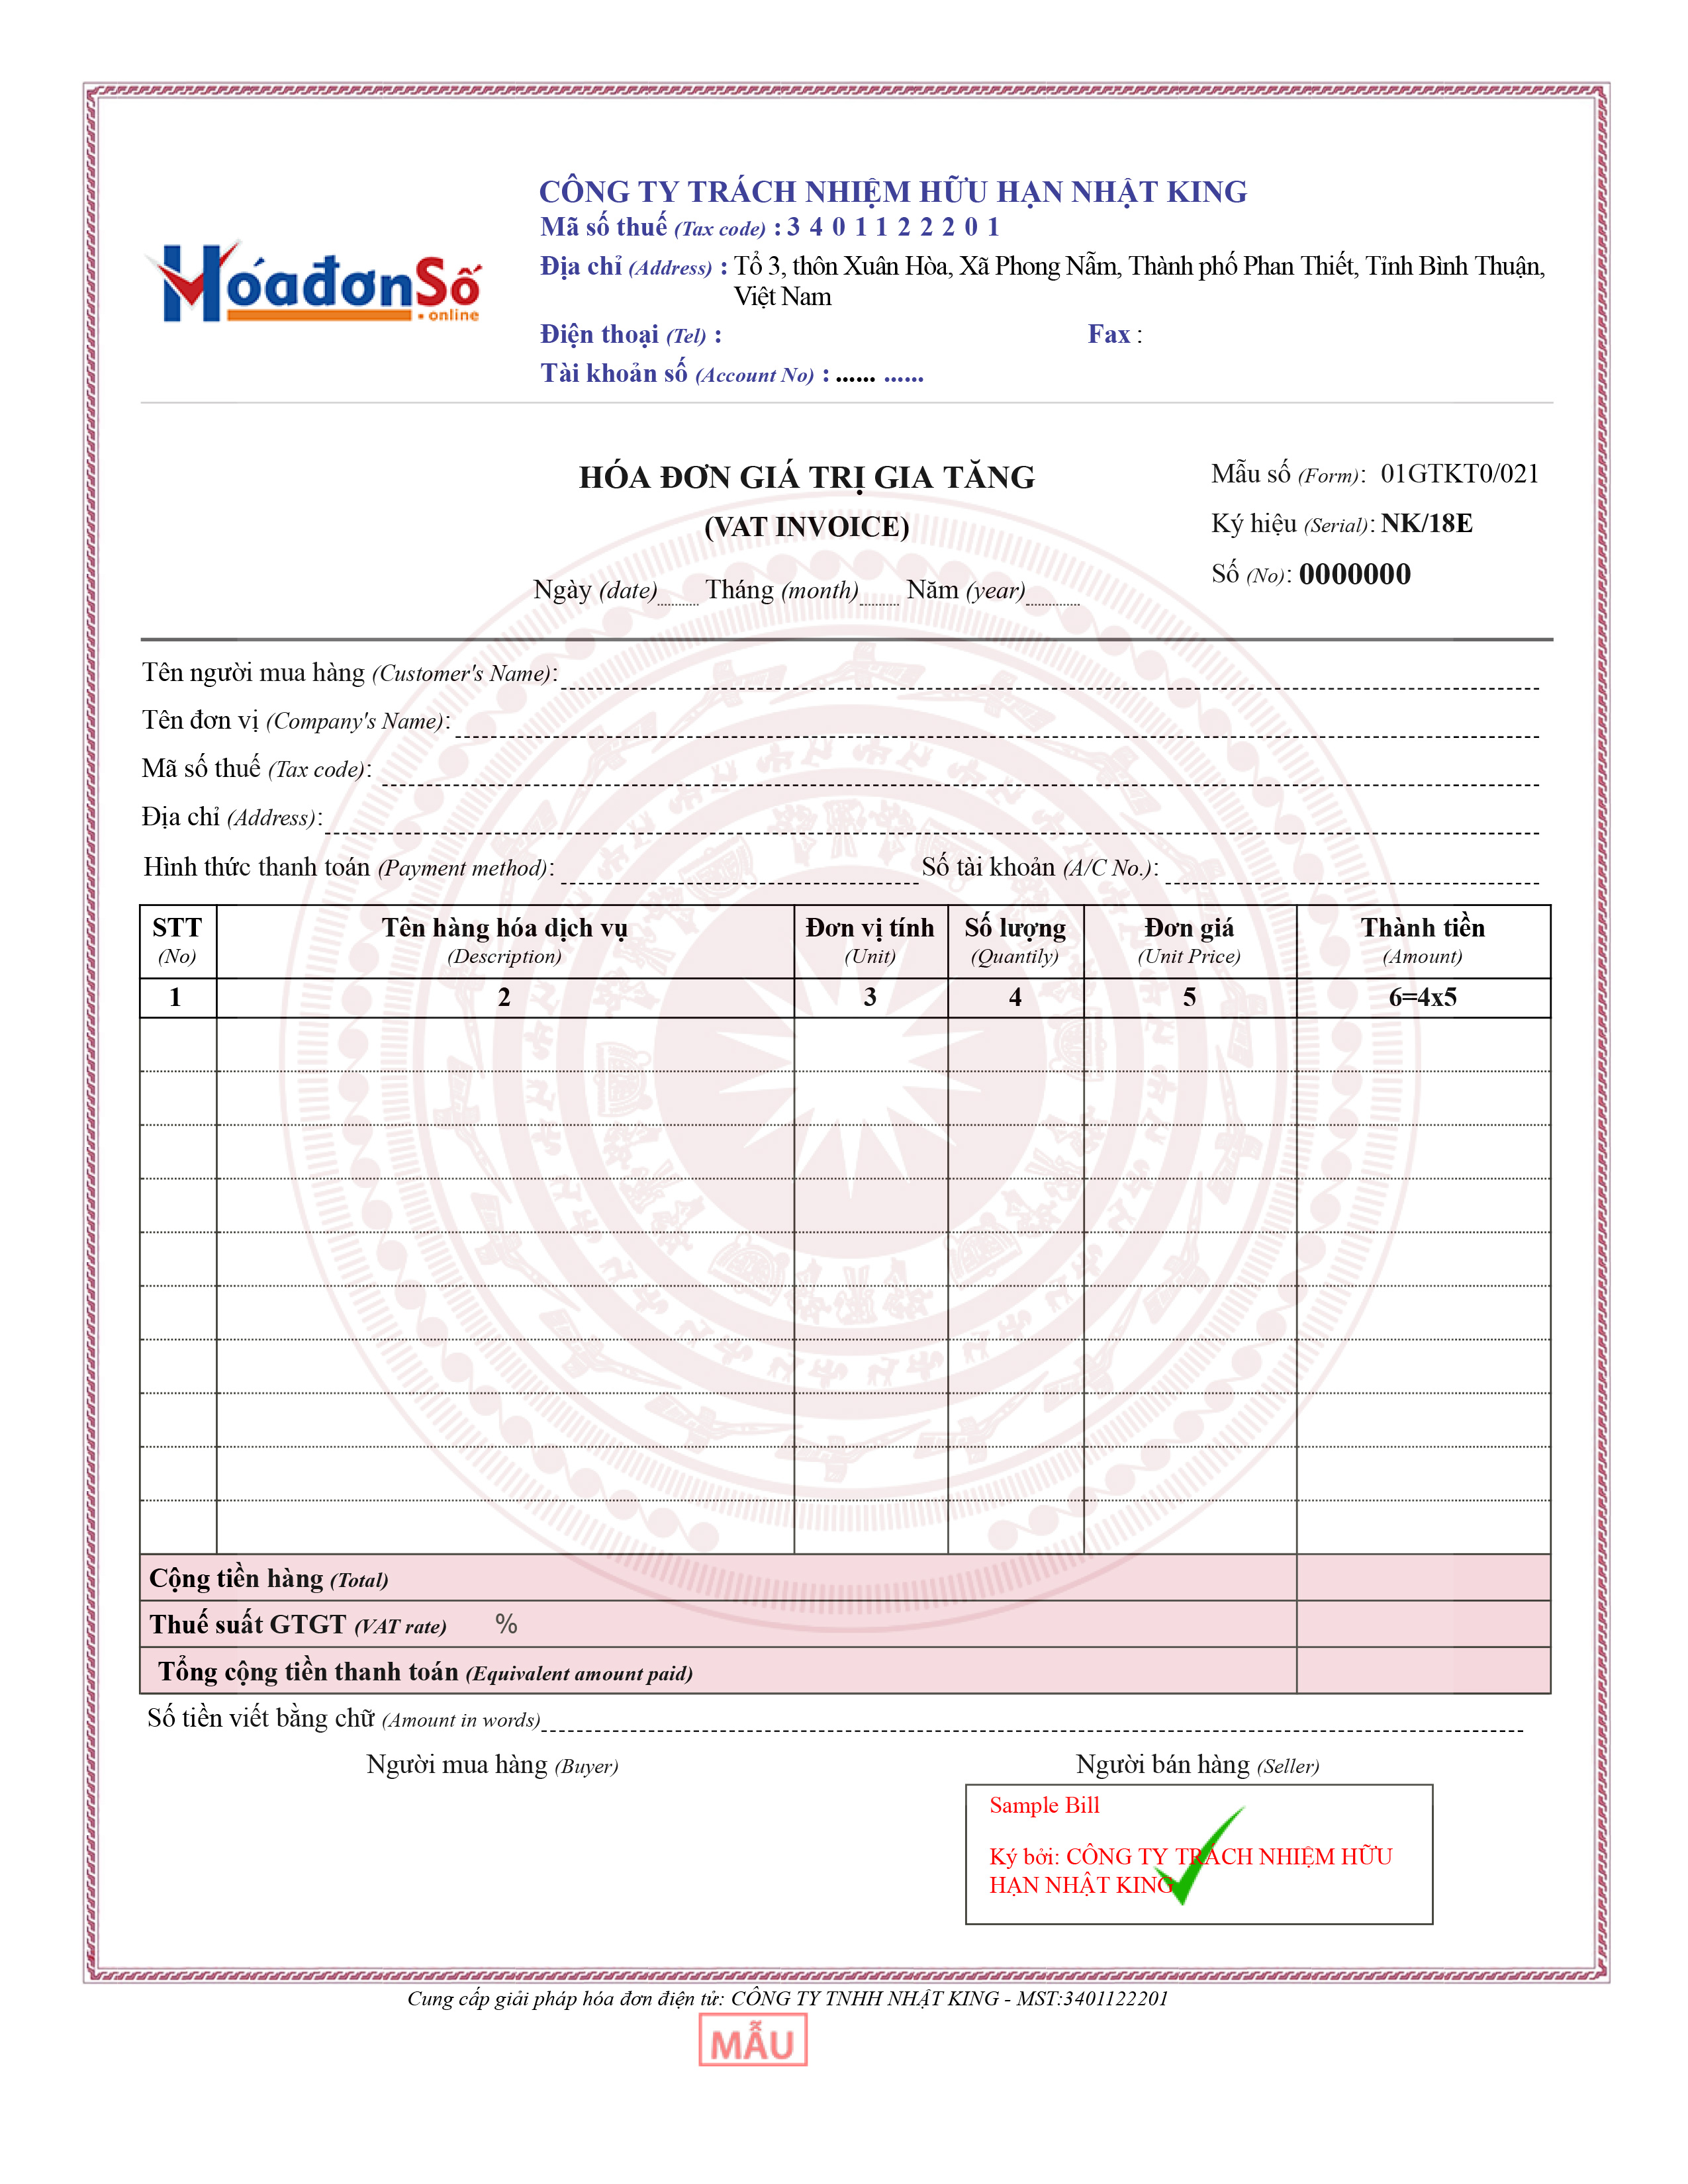 HóađơnSố
.online
CÔNG TY TRÁCH NHIỆM HỮU HẠN NHẬT KING
Mã số thuế (Tax code) : 3 4 0 1 1 2 2 2 0 1
Địa chỉ (Address) : Tổ 3, thôn Xuân Hòa, Xã Phong Nẫm, Thành phố Phan Thiết, Tỉnh Bình Thuận,
Việt Nam
Điện thoại (Tel) : Fax :
Tài khoản số (Account No) : ...... ......
HÓA ĐƠN GIÁ TRỊ GIA TĂNG
(VAT INVOICE)
Ngày (date) Tháng (month) Năm (year)
Mẫu số (Form): 01GTKT0/021
Ký hiệu (Serial): NK/18E
Số (No): 0000000
Tên người mua hàng (Customer's Name):
Tên đơn vị (Company's Name):
Mã số thuế (Tax code):
Địa chỉ (Address):
Hình thức thanh toán (Payment method): Số tài khoản (A/C No.):
STT Tên hàng hóa dịch vụ Đơn vị tính Số lượng Đơn giá Thành tiền
(No) (Description) (Unit) (Quantily) (Unit Price) (Amount)
1 2 3 4 5 6=4x5
Cộng tiền hàng (Total)
Thuế suất GTGT (VAT rate) %
Tổng cộng tiền thanh toán (Equivalent amount paid)
Số tiền viết bằng chữ (Amount in words)
Người mua hàng (Buyer) Người bán hàng (Seller)
Sample Bill
Ký bởi: CÔNG TY TRÁCH NHIỆM HỮU
HẠN NHẬT KING
Cung cấp giải pháp hóa đơn điện tử: CÔNG TY TNHH NHẬT KING - MST:3401122201
MẪU